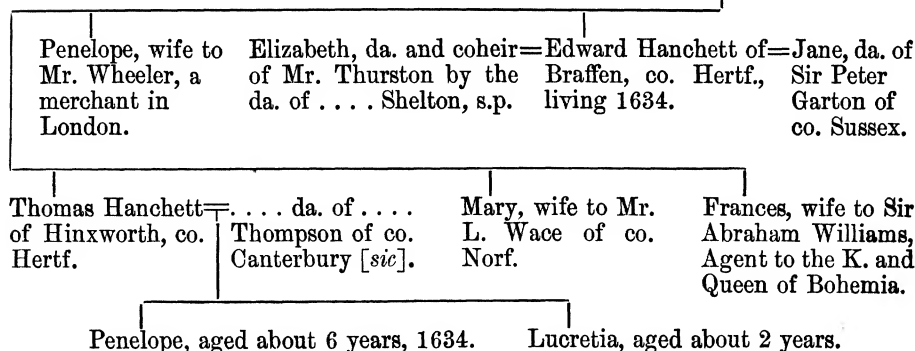 Penelope, wife to
Mr. Wheeler, a
merchant in
London.
Elizabeth, da. and coheir=Edward Hanchett of=Jane, da. of
of Mr. Thurston by the
da. of .... Shelton, s.p.
Braffen, co. Hertf.,
living 1634.
Sir Peter
Garton of
co. Sussex.
Thomas Hanchett=.... da. of ....
of Hinxworth, co.
Hertf.
Thompson of co.
Canterbury [sic].
Mary, wife to Mr.
L. Wace of co.
Norf.
Frances, wife to Sir
Abraham Williams,
Agent to the K. and
Queen of Bohemia.
Penelope, aged about 6 years, 1634.
Lucretia, aged about 2 years.